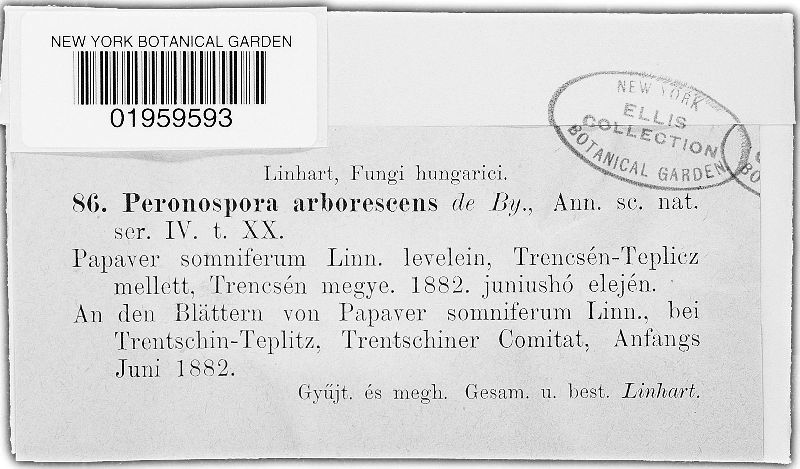 NEW YORK BOTANICAL GARDEN
01959593
NEW YORK
ELLIS
COLLECTION
BOTANICAL GARDEN
Linhart, Fungi hungarici.
86. Peronospora arborescens de By., Ann. sc. nat.
ser. IV. t. XX.
Papaver somniferum Linn. levelein, Trencsén-Teplicz
mellett, Trencsén megye. 1882. juniushó elején.
An den Blättern von Papaver somniferum Linn., bei
Trentschin-Teplitz, Trentschiner Comitat, Anfangs
Juni 1882.
Gyűjt. és megh. Gesam. u. best. Linhart.